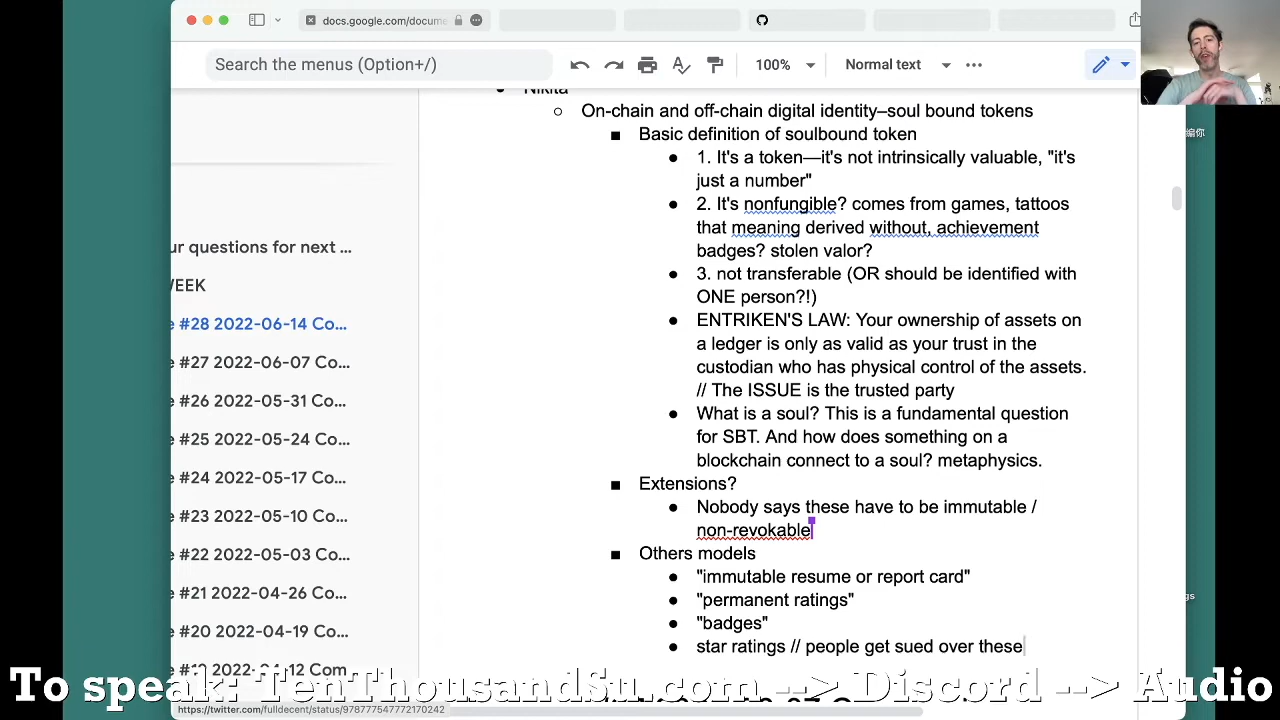 docs.google.com/docume
Search the menus (Option+/)
100%
Normal text
Nikita
On-chain and off-chain digital identity–soul bound tokens
Basic definition of soulbound token
1. It's a token—it's not intrinsically valuable, "it's
just a number"
2. It's nonfungible? comes from games, tattoos
that meaning derived without, achievement
badges? stolen valor?
3. not transferable (OR should be identified with
ONE person?!)
ENTRIKEN'S LAW: Your ownership of assets on
a ledger is only as valid as your trust in the
custodian who has physical control of the assets.
// The ISSUE is the trusted party
What is a soul? This is a fundamental question
for SBT. And how does something on a
blockchain connect to a soul? metaphysics.
Extensions?
Nobody says these have to be immutable /
non-revokable
Others models
"immutable resume or report card"
"permanent ratings"
"badges"
star ratings // people get sued over these
ur questions for next ...
WEEK
e #28 2022-06-14 Co...
e #27 2022-06-07 Co...
e #26 2022-05-31 Co...
e #25 2022-05-24 Co...
e #24 2022-05-17 Co...
e #23 2022-05-10 Co...
e #22 2022-05-03 Co...
e #21 2022-04-26 Co...
e #20 2022-04-19 Co...
编你
gs
To speak: TenThousandSu.com --> Discord --> Audio
https://twitter.com/fulldecent/status/978777547772170242